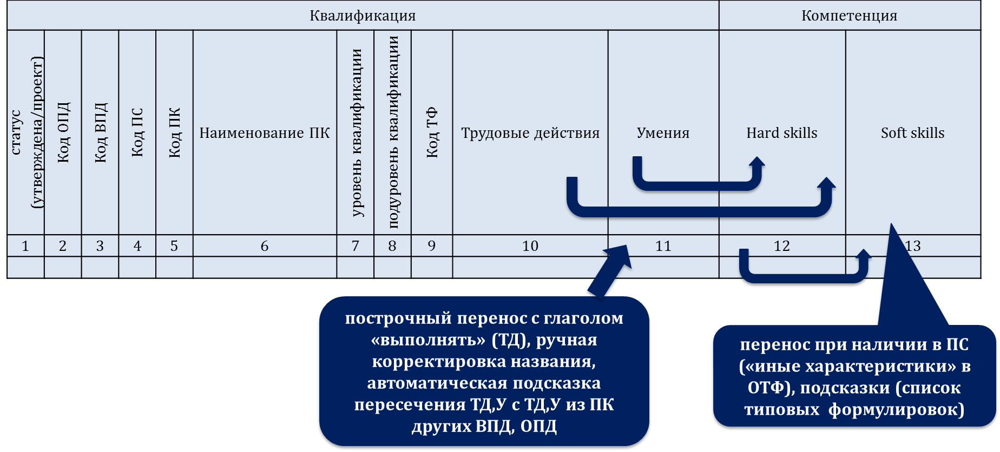 Квалификация
Компетенция
статус
(утверждена/проект)
Код ОПД
Код ВПД
Код ПС
Код ПК
Наименование ПК
уровень квалификации
подуровень квалификации
Код ТФ
Трудовые действия
Умения
Hard skills
Soft skills
1
2
3
4
5
6
7
8
9
10
11
12
13
построчный перенос с глаголом
«выполнять» (ТД), ручная
корректировка названия,
автоматическая подсказка
пересечения ТД,У с ТД,У из ПК
других ВПД, ОПД
перенос при наличии в ПС
(«иные характеристики» в
ОТФ), подсказки (список
типовых формулировок)